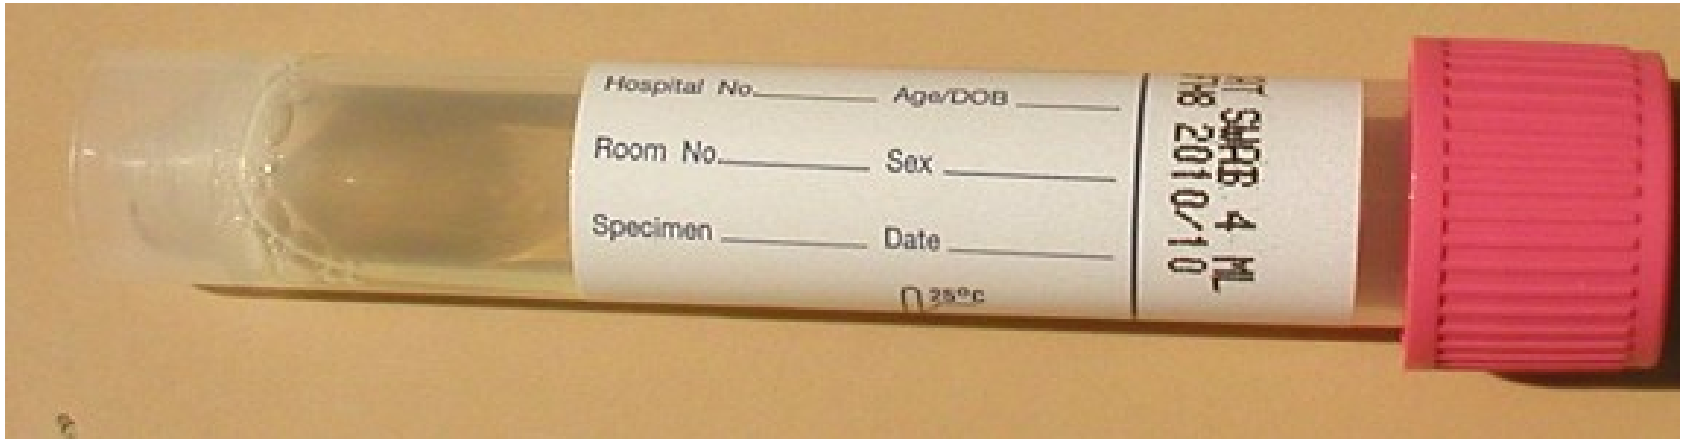 Hospital No. Age/DOB
Room No. Sex
Specimen Date
25°C
SWAB 4 ML
2010/10